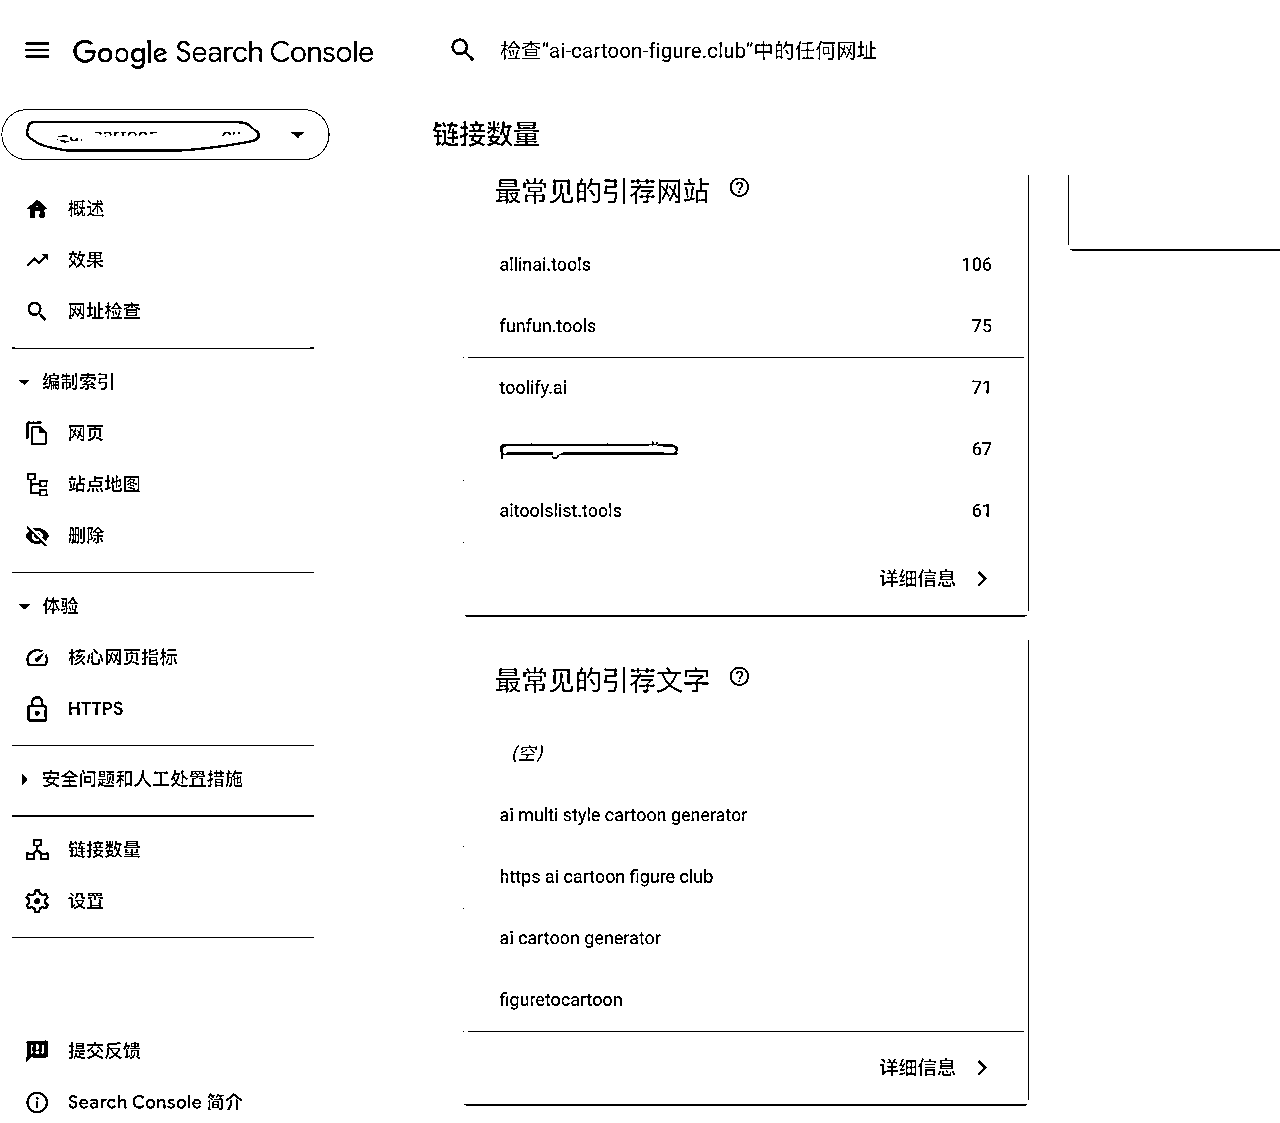 Google Search Console
检查“ai-cartoon-figure.club”中的任何网址
概述
效果
网址检查
编制索引
网页
站点地图
删除
体验
核心网页指标
HTTPS
安全问题和人工处置措施
链接数量
设置
提交反馈
Search Console 简介
链接数量
最常见的引荐网站
allinai.tools 106
funfun.tools 75
toolify.ai 71
67
aitoolslist.tools 61
详细信息
最常见的引荐文字
（空）
ai multi style cartoon generator
https ai cartoon figure club
ai cartoon generator
figuretocartoon
详细信息